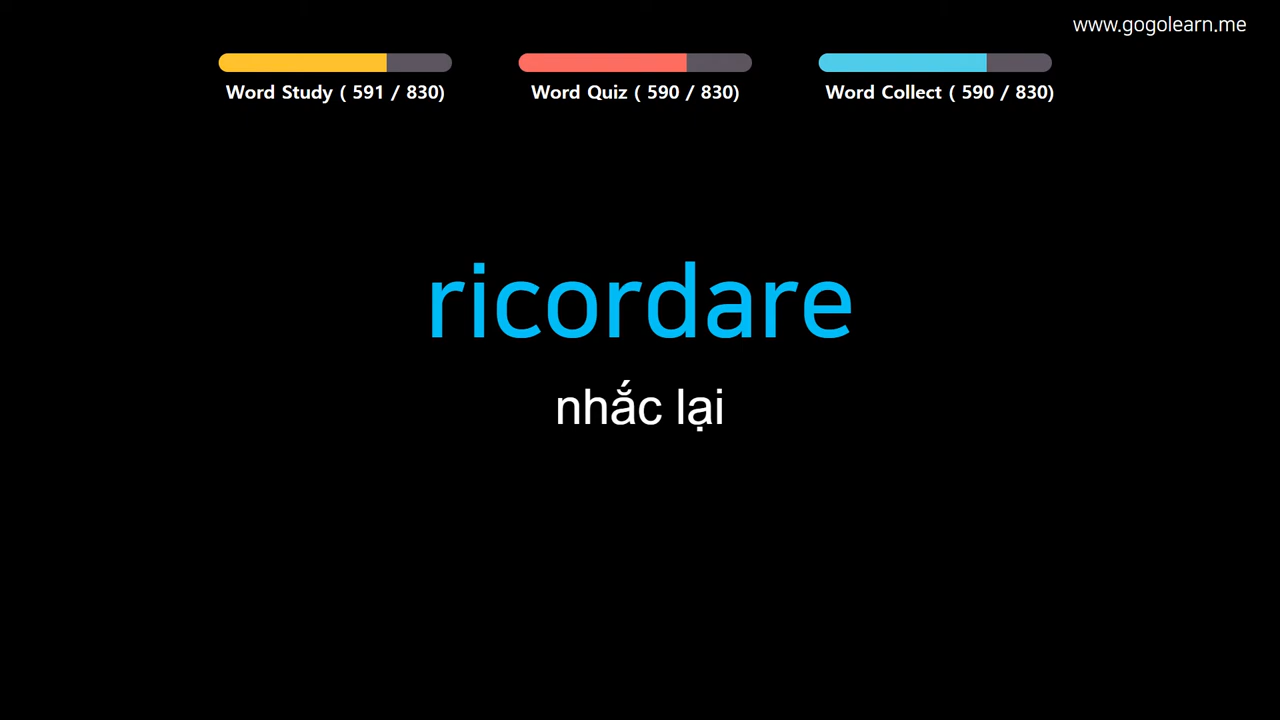 www.gogolearn.me
Word Study ( 591 / 830)
Word Quiz ( 590 / 830)
Word Collect ( 590 / 830)
ricordare
nhắc lại